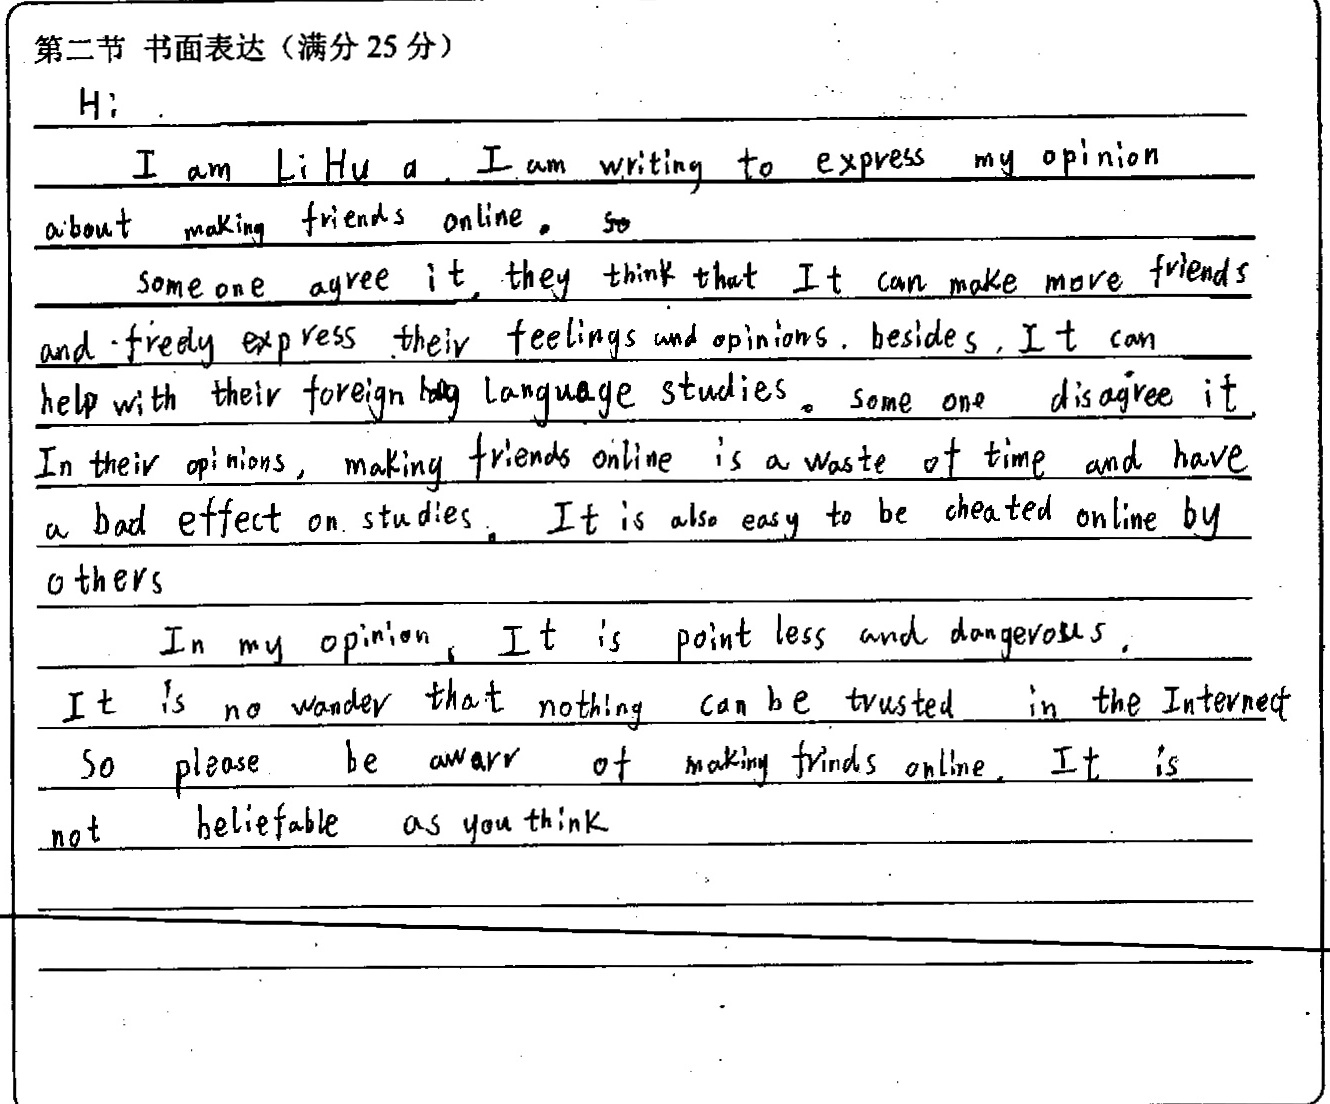 第二节 书面表达（满分 25 分）
Hi:
I am Li Hua. I am writing to express my opinion
about making friends online. so
some one agree it, they think that It can make more friends
and freely express their feelings and opinions. besides, It can
help with their foreign lag language studies. some one disagree it.
In their opinions, making friends online is a waste of time and have
a bad effect on studies. It is also easy to be cheated online by
others
In my opinion, It is point less and dangerous.
It is no wander that nothing can be trusted in the Internet
So please be awarr of making frinds online. It is
not beliefable as you think